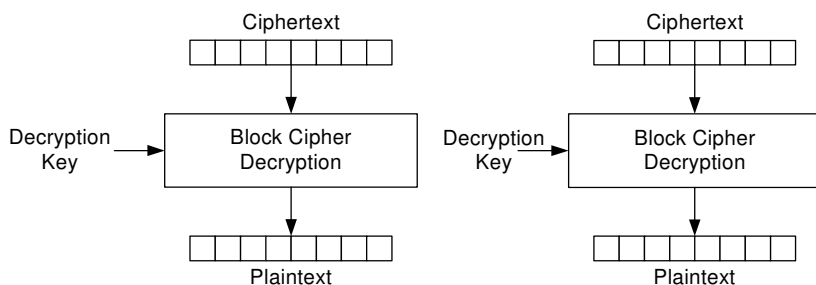 Ciphertext
Ciphertext
Decryption
Key
Block Cipher
Decryption
Decryption
Key
Block Cipher
Decryption
Plaintext
Plaintext